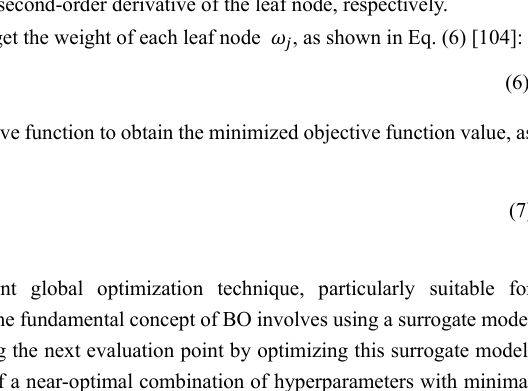 second-order derivative of the leaf node, respectively.
get the weight of each leaf node ω_j, as shown in Eq. (6) [104]:
(6)
ve function to obtain the minimized objective function value, as
(7)
nt global optimization technique, particularly suitable for
he fundamental concept of BO involves using a surrogate mode
g the next evaluation point by optimizing this surrogate model
f a near-optimal combination of hyperparameters with minima